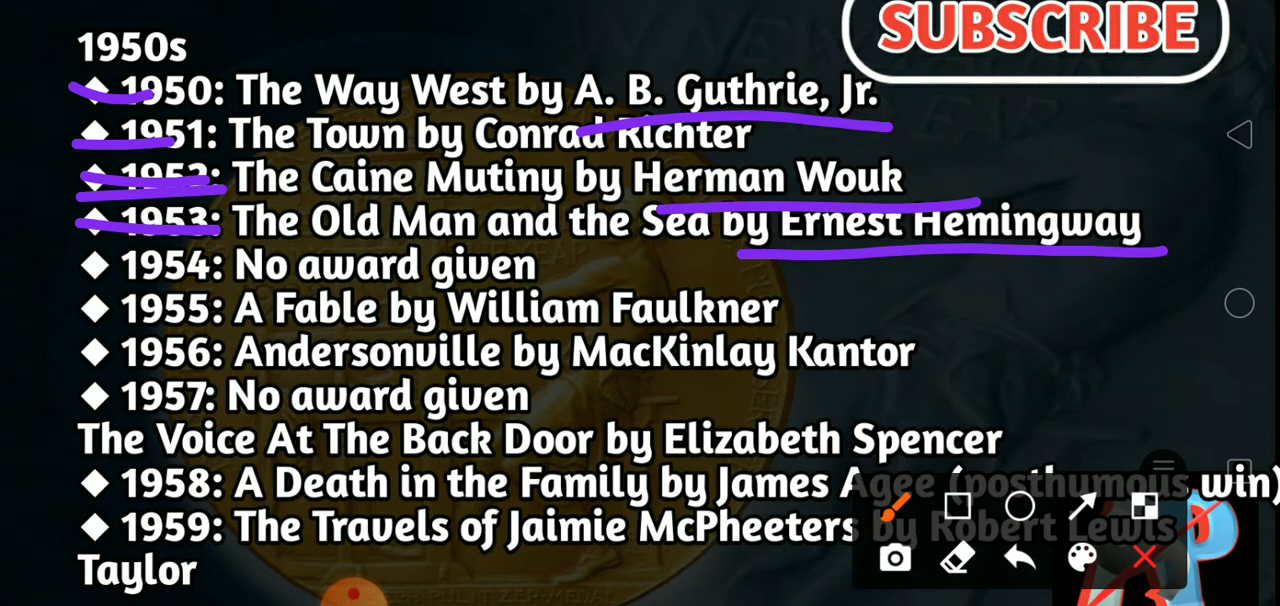 SUBSCRIBE
1950s
◆ 1950: The Way West by A. B. Guthrie, Jr.
◆ 1951: The Town by Conrad Richter
◆ 1952: The Caine Mutiny by Herman Wouk
◆ 1953: The Old Man and the Sea by Ernest Hemingway
◆ 1954: No award given
◆ 1955: A Fable by William Faulkner
◆ 1956: Andersonville by MacKinlay Kantor
◆ 1957: No award given
The Voice At The Back Door by Elizabeth Spencer
◆ 1958: A Death in the Family by James Agee (posthumous win)
◆ 1959: The Travels of Jaimie McPheeters by Robert Lewis
Taylor